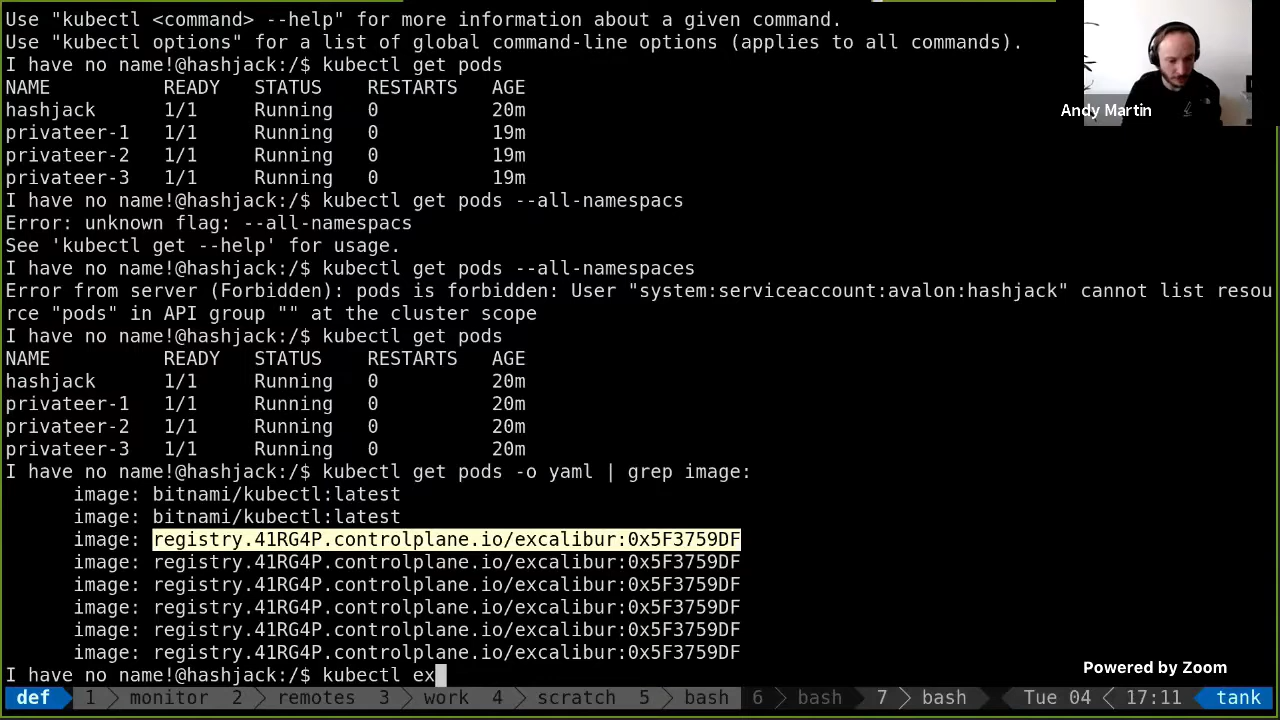 Use "kubectl <command> --help" for more information about a given command.
Use "kubectl options" for a list of global command-line options (applies to all commands).
I have no name!@hashjack:/$ kubectl get pods
NAME READY STATUS RESTARTS AGE
hashjack 1/1 Running 0 20m
privateer-1 1/1 Running 0 19m
privateer-2 1/1 Running 0 19m
privateer-3 1/1 Running 0 19m
I have no name!@hashjack:/$ kubectl get pods --all-namespacs
Error: unknown flag: --all-namespacs
See 'kubectl get --help' for usage.
I have no name!@hashjack:/$ kubectl get pods --all-namespaces
Error from server (Forbidden): pods is forbidden: User "system:serviceaccount:avalon:hashjack" cannot list resou
rce "pods" in API group "" at the cluster scope
I have no name!@hashjack:/$ kubectl get pods
NAME READY STATUS RESTARTS AGE
hashjack 1/1 Running 0 20m
privateer-1 1/1 Running 0 20m
privateer-2 1/1 Running 0 20m
privateer-3 1/1 Running 0 20m
I have no name!@hashjack:/$ kubectl get pods -o yaml | grep image:
image: bitnami/kubectl:latest
image: bitnami/kubectl:latest
image: registry.41RG4P.controlplane.io/excalibur:0x5F3759DF
image: registry.41RG4P.controlplane.io/excalibur:0x5F3759DF
image: registry.41RG4P.controlplane.io/excalibur:0x5F3759DF
image: registry.41RG4P.controlplane.io/excalibur:0x5F3759DF
image: registry.41RG4P.controlplane.io/excalibur:0x5F3759DF
image: registry.41RG4P.controlplane.io/excalibur:0x5F3759DF
I have no name!@hashjack:/$ kubectl ex
def 1 monitor 2 remotes 3 work 4 scratch 5 bash 6 bash 7 bash Tue 04 17:11 tank
Andy Martin
Powered by Zoom